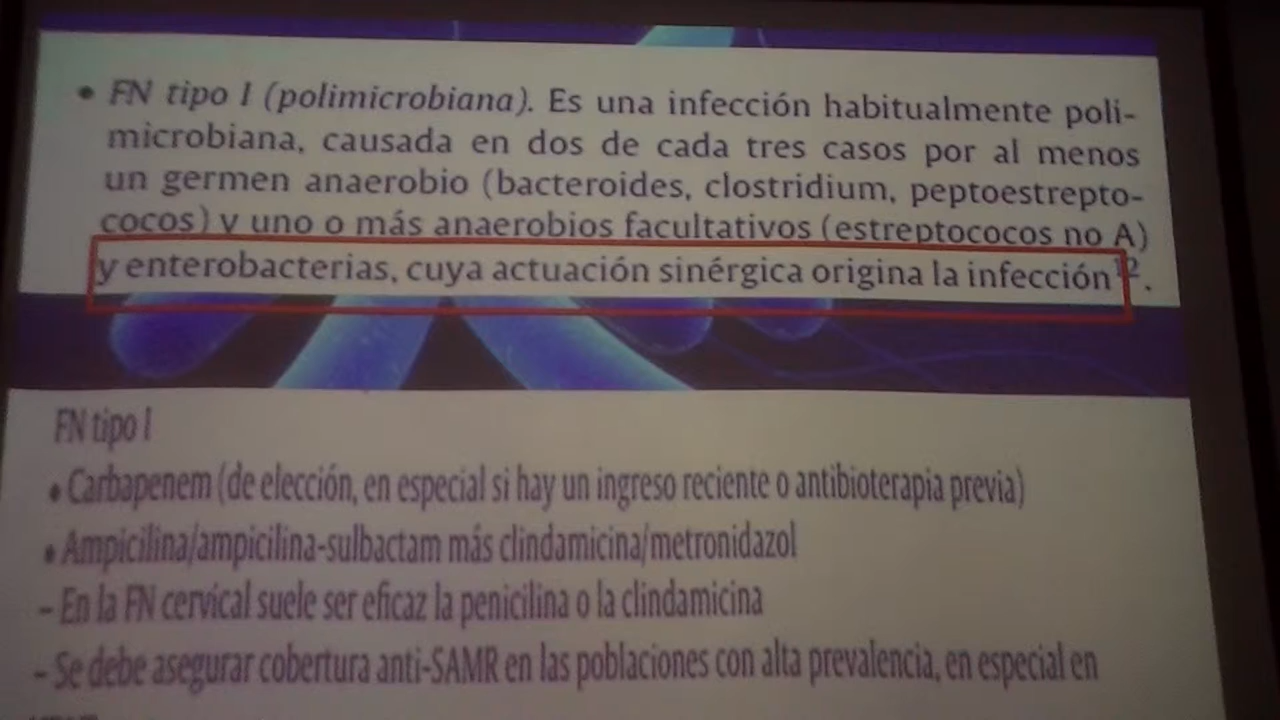 • FN tipo I (polimicrobiana). Es una infección habitualmente poli-
microbiana, causada en dos de cada tres casos por al menos
un germen anaerobio (bacteroides, clostridium, peptoestrepto-
cocos) y uno o más anaerobios facultativos (estreptococos no A)
y enterobacterias, cuya actuación sinérgica origina la infección12.
FN tipo I
• Carbapenem (de elección, en especial si hay un ingreso reciente o antibioterapia previa)
• Ampicilina/ampicilina-sulbactam más clindamicina/metronidazol
– En la FN cervical suele ser eficaz la penicilina o la clindamicina
– Se debe asegurar cobertura anti-SAMR en las poblaciones con alta prevalencia, en especial en